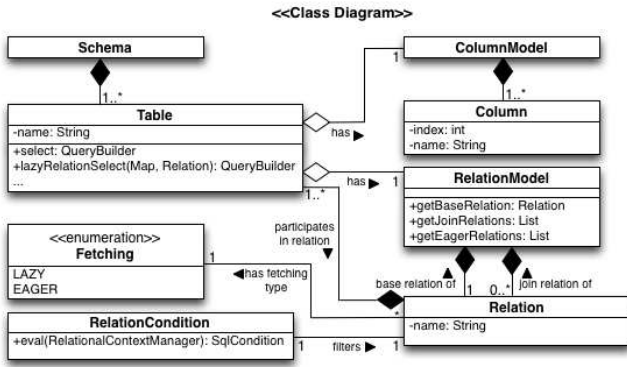 <<Class Diagram>>
Schema
1..*
Table
-name: String
+select: QueryBuilder
+lazyRelationSelect(Map, Relation): QueryBuilder
...
1
has
ColumnModel
1..*
Column
-index: int
-name: String
has
1
1..*
RelationModel
+getBaseRelation: Relation
+getJoinRelations: List
+getEagerRelations: List
participates
in relation
<<enumeration>>
Fetching
LAZY
EAGER
1
has fetching
type
*
base relation of
1
0..*
join relation of
Relation
-name: String
RelationCondition
+eval(RelationalContextManager): SqlCondition
1
filters
1